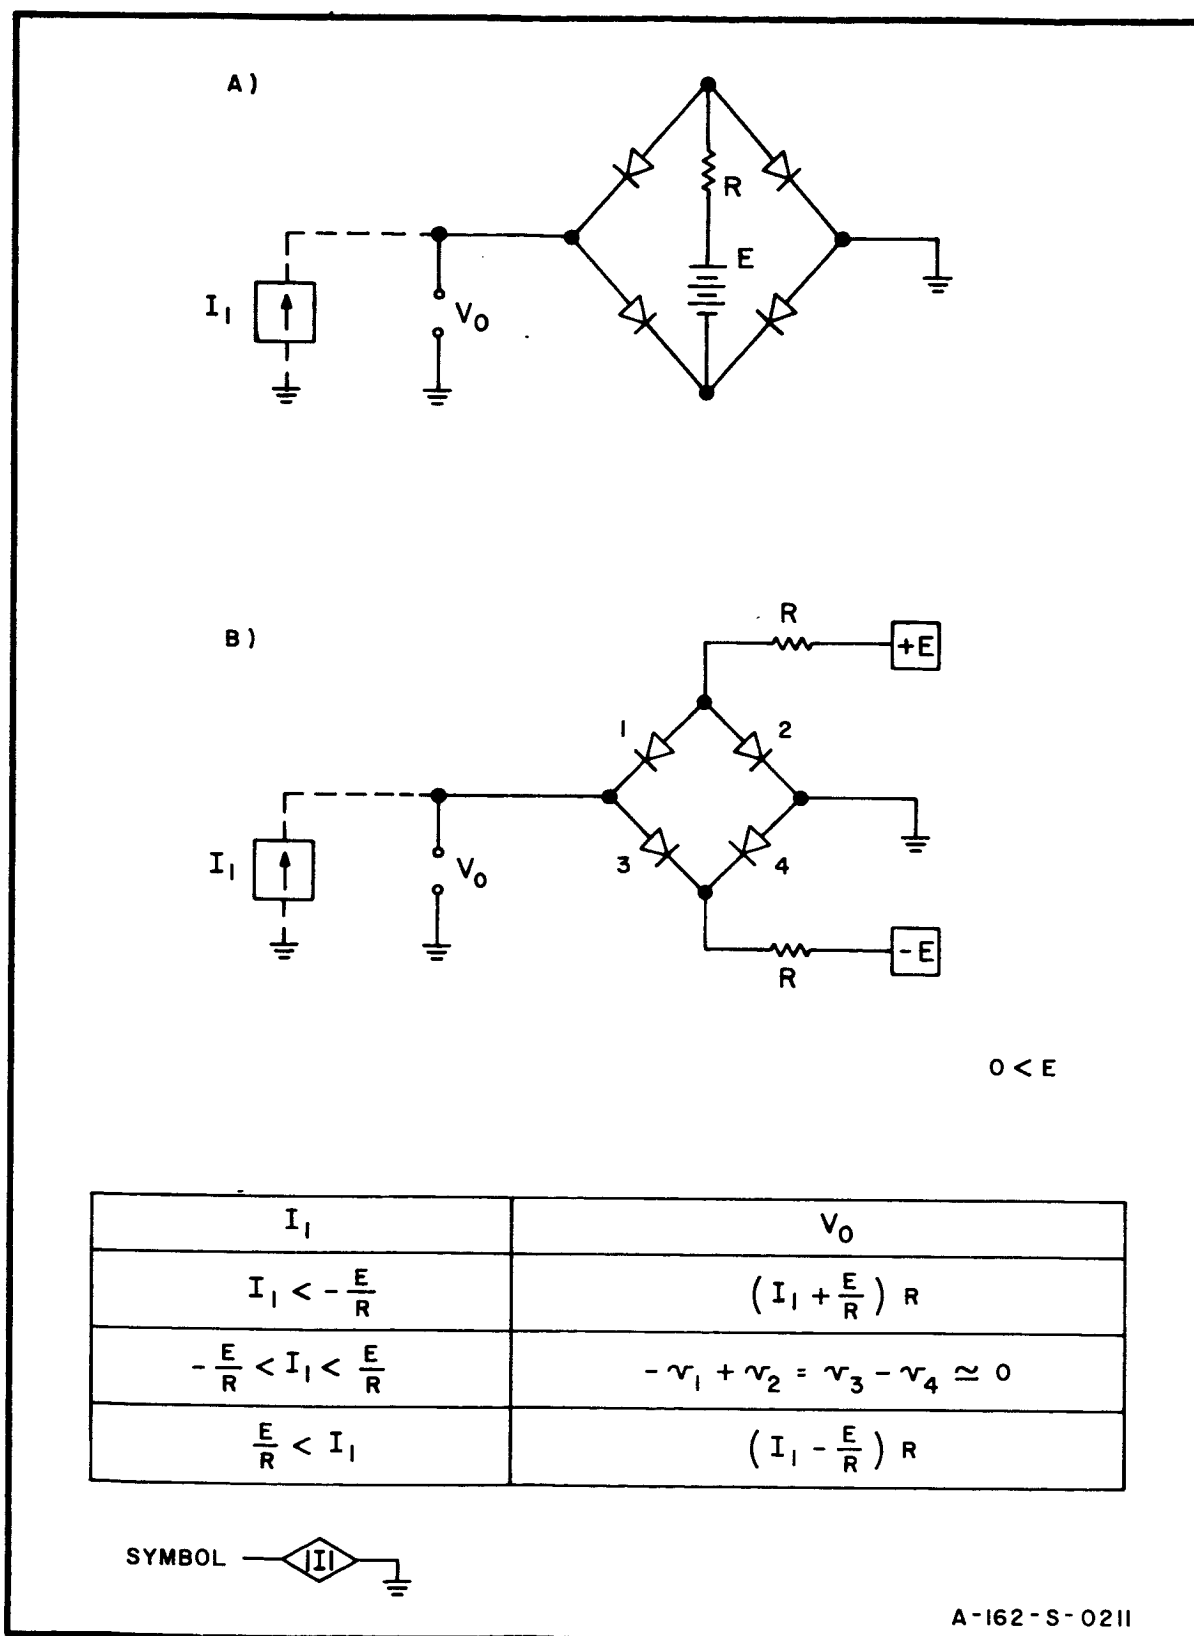 A)
R
E
I₁
V₀
R
B)
+E
1
2
I₁
V₀
3
4
-E
R
0 < E
I₁
V₀
I₁ < - E/R
(I₁ + E/R) R
- E/R < I₁ < E/R
- v₁ + v₂ = v₃ - v₄ ≃ 0
E/R < I₁
(I₁ - E/R) R
SYMBOL
|I|
A-162-S-0211